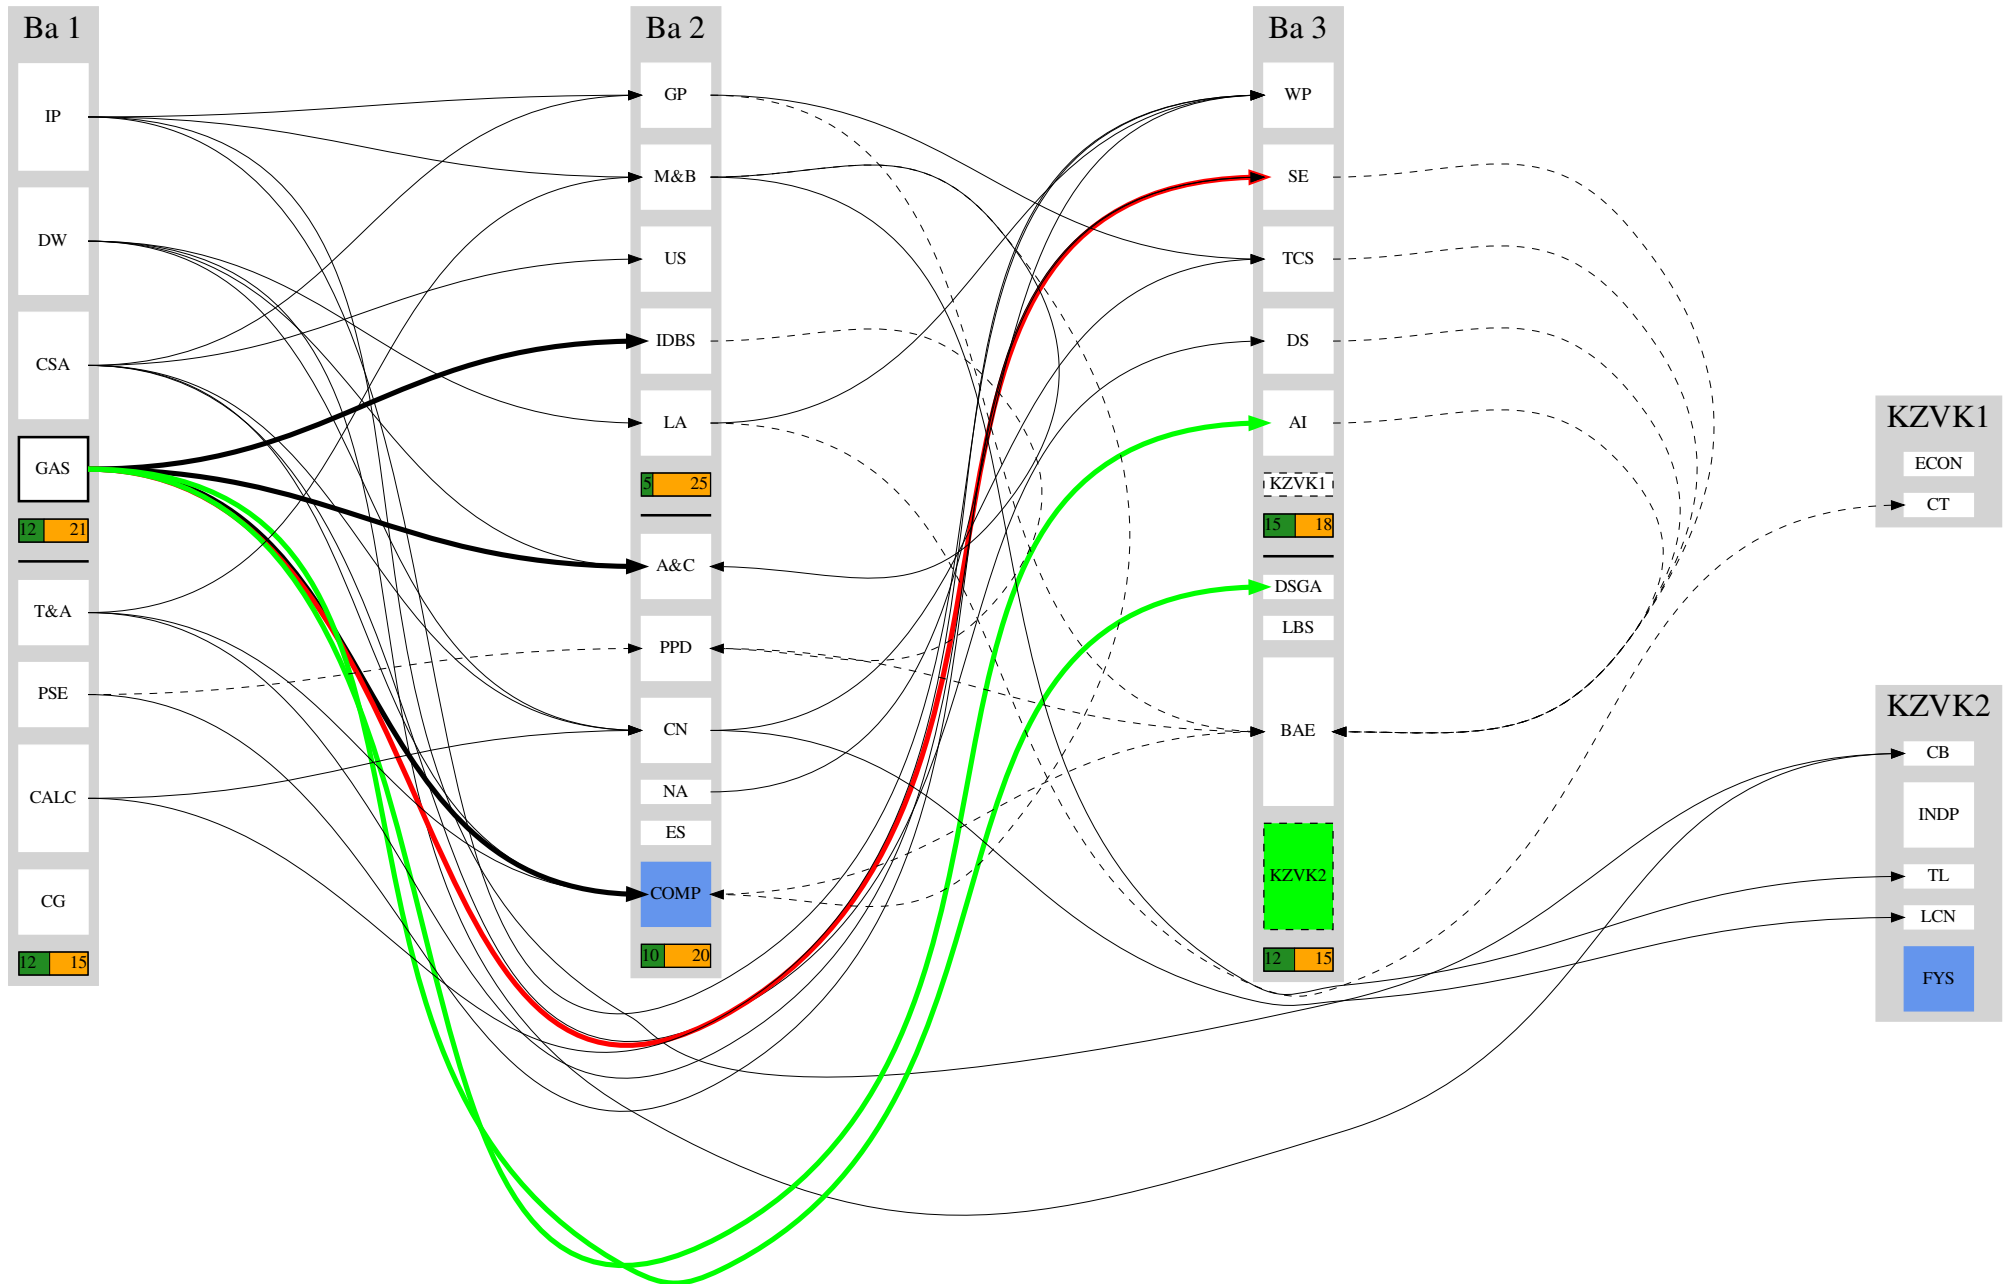 Ba 1
IP
DW
CSA
GAS
12 21
T&A
PSE
CALC
CG
12 15
Ba 2
GP
M&B
US
IDBS
LA
5 25
A&C
PPD
CN
NA
ES
COMP
10 20
Ba 3
WP
SE
TCS
DS
AI
KZVK1
15 18
DSGA
LBS
BAE
KZVK2
12 15
KZVK1
ECON
CT
KZVK2
CB
INDP
TL
LCN
FYS